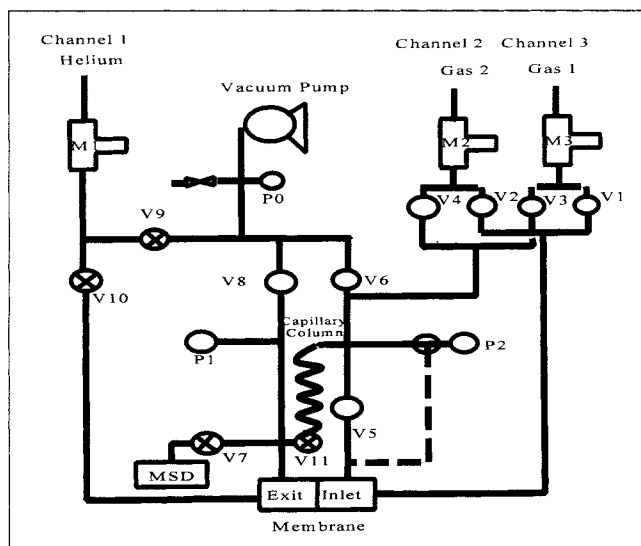 Channel 1
Helium
Channel 2
Gas 2
Channel 3
Gas 1
Vacuum Pump
M1
M2
M3
P0
V4
V2
V3
V1
V9
V10
V8
V6
Capillary
Column
P1
P2
V5
V7
V11
MSD
Exit
Inlet
Membrane